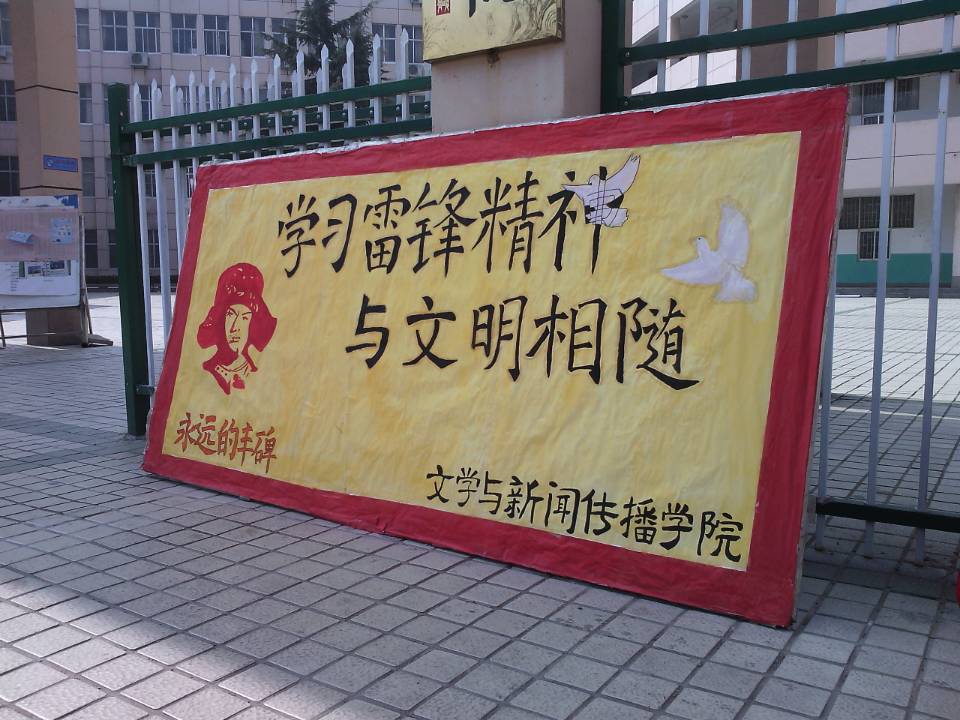 学习雷锋精神
与文明相随
永远的丰碑
文学与新闻传播学院